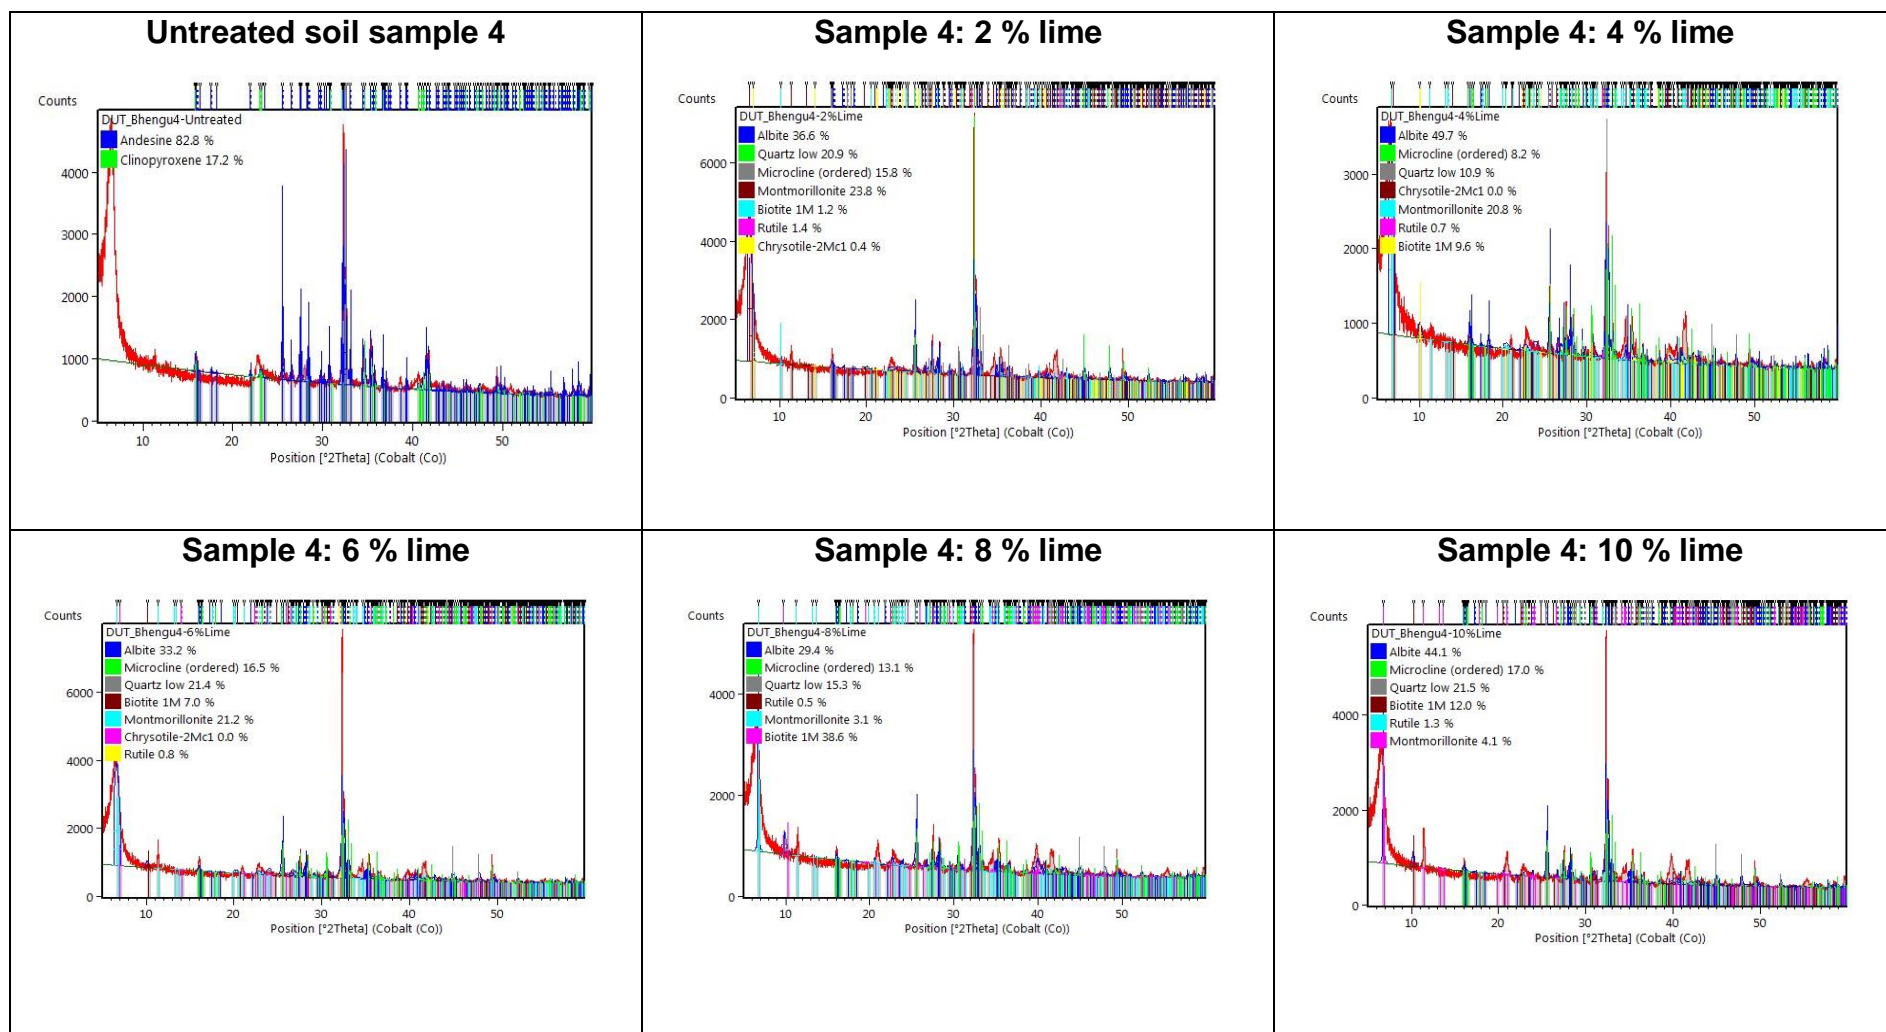 Untreated soil sample 4
Counts
DUT_Bhengu4-Untreated
Andesine 82.8 %
Clinopyroxene 17.2 %
4000
3000
2000
1000
0
10 20 30 40 50
Position [°2Theta] (Cobalt (Co))
Sample 4: 2 % lime
Counts
DUT_Bhengu4-2%Lime
Albite 36.6 %
Quartz low 20.9 %
Microcline (ordered) 15.8 %
Montmorillonite 23.8 %
Biotite 1M 1.2 %
Rutile 1.4 %
Chrysotile-2Mc1 0.4 %
6000
4000
2000
0
10 20 30 40 50
Position [°2Theta] (Cobalt (Co))
Sample 4: 4 % lime
Counts
DUT_Bhengu4-4%Lime
Albite 49.7 %
Microcline (ordered) 8.2 %
Quartz low 10.9 %
Chrysotile-2Mc1 0.0 %
Montmorillonite 20.8 %
Rutile 0.7 %
Biotite 1M 9.6 %
3000
2000
1000
0
10 20 30 40 50
Position [°2Theta] (Cobalt (Co))
Sample 4: 6 % lime
Counts
DUT_Bhengu4-6%Lime
Albite 33.2 %
Microcline (ordered) 16.5 %
Quartz low 21.4 %
Biotite 1M 7.0 %
Montmorillonite 21.2 %
Chrysotile-2Mc1 0.0 %
Rutile 0.8 %
6000
4000
2000
0
10 20 30 40 50
Position [°2Theta] (Cobalt (Co))
Sample 4: 8 % lime
Counts
DUT_Bhengu4-8%Lime
Albite 29.4 %
Microcline (ordered) 13.1 %
Quartz low 15.3 %
Rutile 0.5 %
Montmorillonite 3.1 %
Biotite 1M 38.6 %
4000
2000
0
10 20 30 40 50
Position [°2Theta] (Cobalt (Co))
Sample 4: 10 % lime
Counts
DUT_Bhengu4-10%Lime
Albite 44.1 %
Microcline (ordered) 17.0 %
Quartz low 21.5 %
Biotite 1M 12.0 %
Rutile 1.3 %
Montmorillonite 4.1 %
4000
2000
0
10 20 30 40 50
Position [°2Theta] (Cobalt (Co))